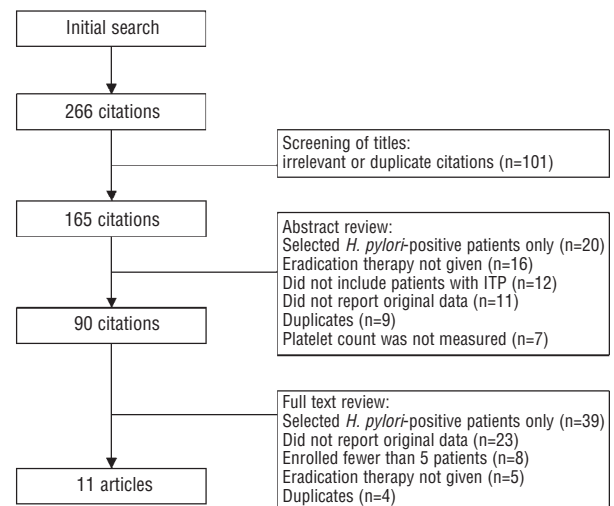 Initial search
266 citations
Screening of titles:
irrelevant or duplicate citations (n=101)
165 citations
Abstract review:
Selected H. pylori-positive patients only (n=20)
Eradication therapy not given (n=16)
Did not include patients with ITP (n=12)
Did not report original data (n=11)
Duplicates (n=9)
Platelet count was not measured (n=7)
90 citations
Full text review:
Selected H. pylori-positive patients only (n=39)
Did not report original data (n=23)
Enrolled fewer than 5 patients (n=8)
Eradication therapy not given (n=5)
Duplicates (n=4)
11 articles